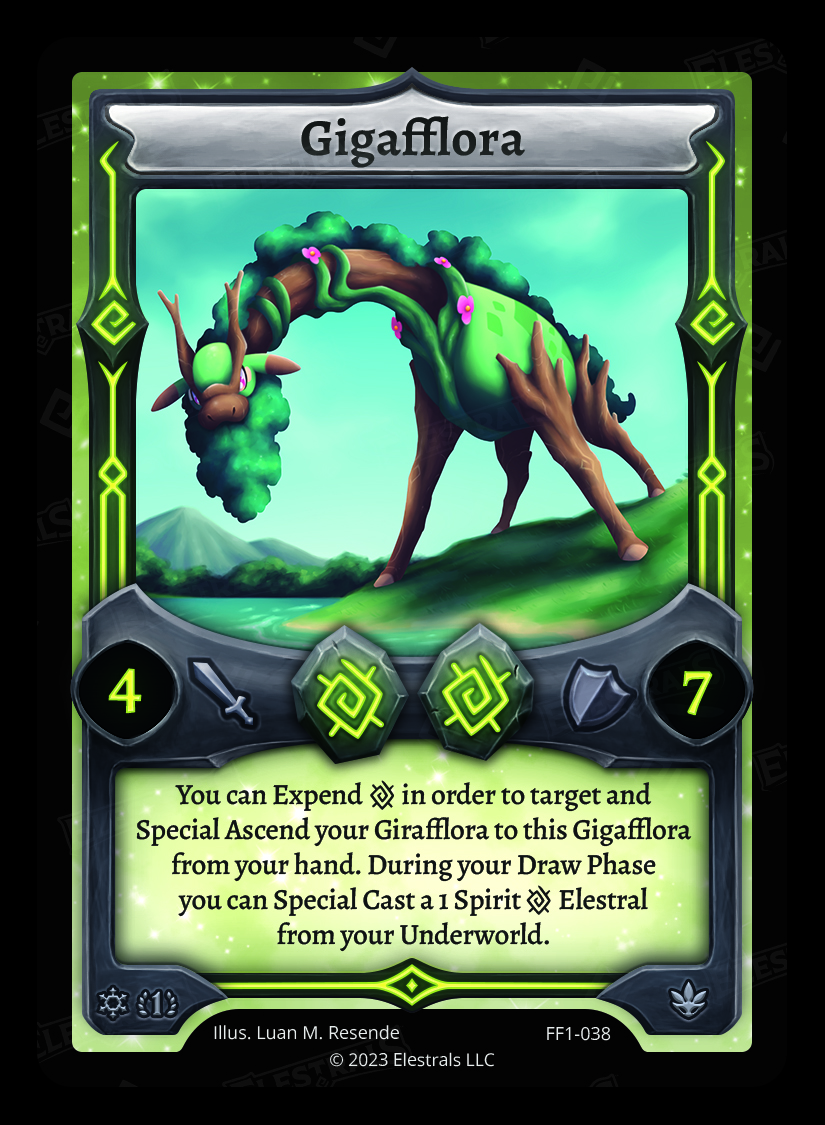 Gigafflora
4
7
You can Expend in order to target and
Special Ascend your Girafflora to this Gigafflora
from your hand. During your Draw Phase
you can Special Cast a 1 Spirit Elestral
from your Underworld.
1
Illus. Luan M. Resende
FF1-038
© 2023 Elestrals LLC